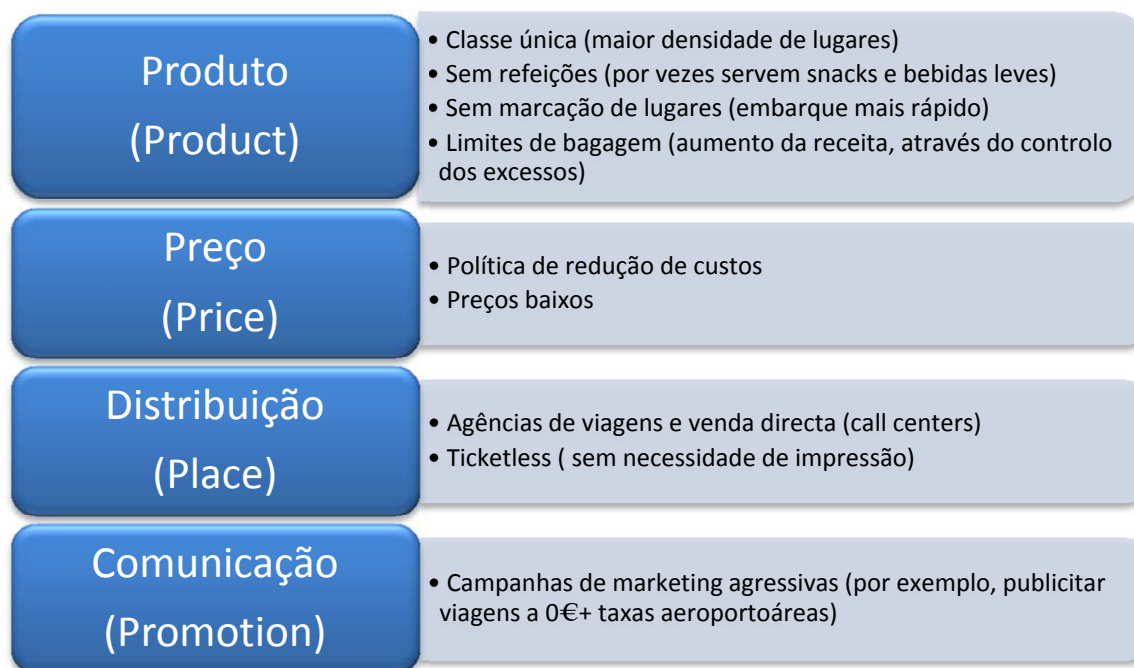 Produto
(Product)
• Classe única (maior densidade de lugares)
• Sem refeições (por vezes servem snacks e bebidas leves)
• Sem marcação de lugares (embarque mais rápido)
• Limites de bagagem (aumento da receita, através do controlo
dos excessos)
Preço
(Price)
• Política de redução de custos
• Preços baixos
Distribuição
(Place)
• Agências de viagens e venda directa (call centers)
• Ticketless ( sem necessidade de impressão)
Comunicação
(Promotion)
• Campanhas de marketing agressivas (por exemplo, publicitar
viagens a 0€+ taxas aeroportoáreas)